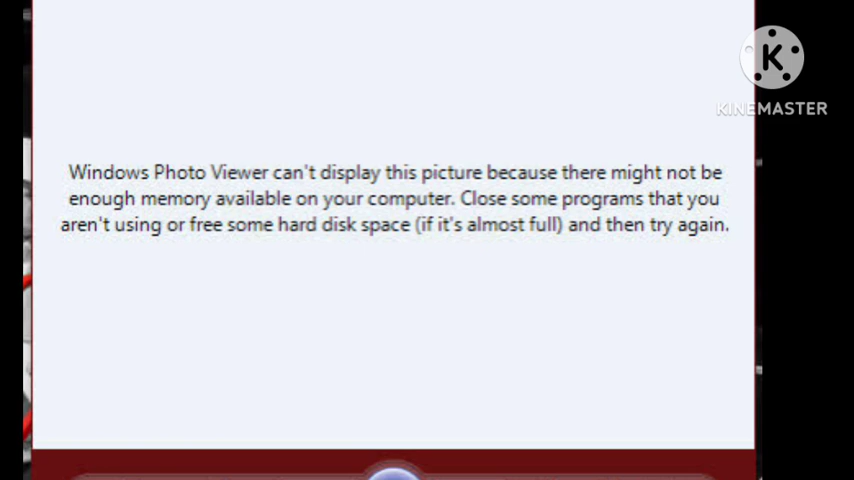 K
KINEMASTER
Windows Photo Viewer can't display this picture because there might not be
enough memory available on your computer. Close some programs that you
aren't using or free some hard disk space (if it's almost full) and then try again.